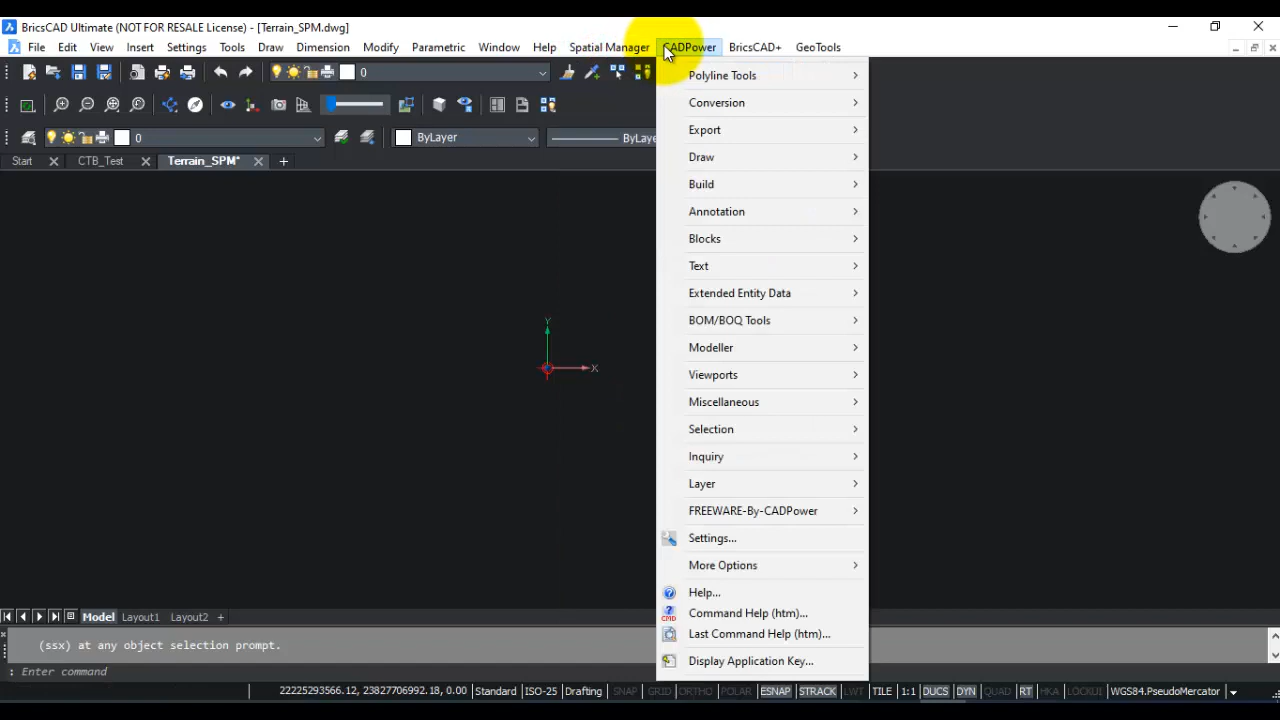 BricsCAD Ultimate (NOT FOR RESALE License) - [Terrain_SPM.dwg]
File Edit View Insert Settings Tools Draw Dimension Modify Parametric Window Help Spatial Manager CADPower BricsCAD+ GeoTools
0
0 ByLayer ByLaye
Start CTB_Test Terrain_SPM*
Polyline Tools
Conversion
Export
Draw
Build
Annotation
Blocks
Text
Extended Entity Data
BOM/BOQ Tools
Modeller
Viewports
Miscellaneous
Selection
Inquiry
Layer
FREEWARE-By-CADPower
Settings...
More Options
Help...
CMD Command Help (htm)...
Last Command Help (htm)...
Display Application Key...
Y
X
Model Layout1 Layout2 +
(ssx) at any object selection prompt.
: Enter command
22225293566.12, 23827706992.18, 0.00 Standard ISO-25 Drafting SNAP GRID ORTHO POLAR ESNAP STRACK LWT TILE 1:1 DUCS DYN QUAD RT HKA LOCKUI WGS84.PseudoMercator